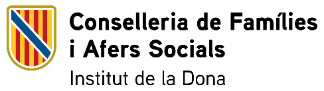 Conselleria de Famílies
i Afers Socials
Institut de la Dona